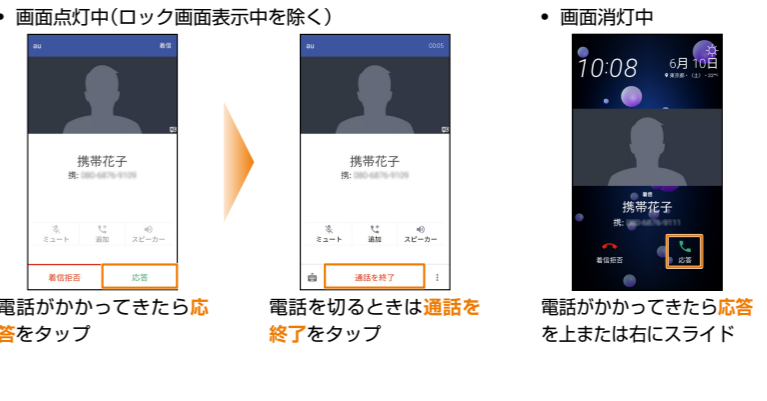 • 画面点灯中(ロック画面表示中を除く)
au 着信
携帯花子
携:
ミュート 追加 スピーカー
着信拒否 応答
電話がかかってきたら応
答をタップ
au 00:05
携帯花子
携:
ミュート 追加 スピーカー
通話を終了
電話を切るときは通話を
終了をタップ
• 画面消灯中
10:08 6月 10日
着信
携帯花子
携:
着信拒否 応答
電話がかかってきたら応答
を上または右にスライド